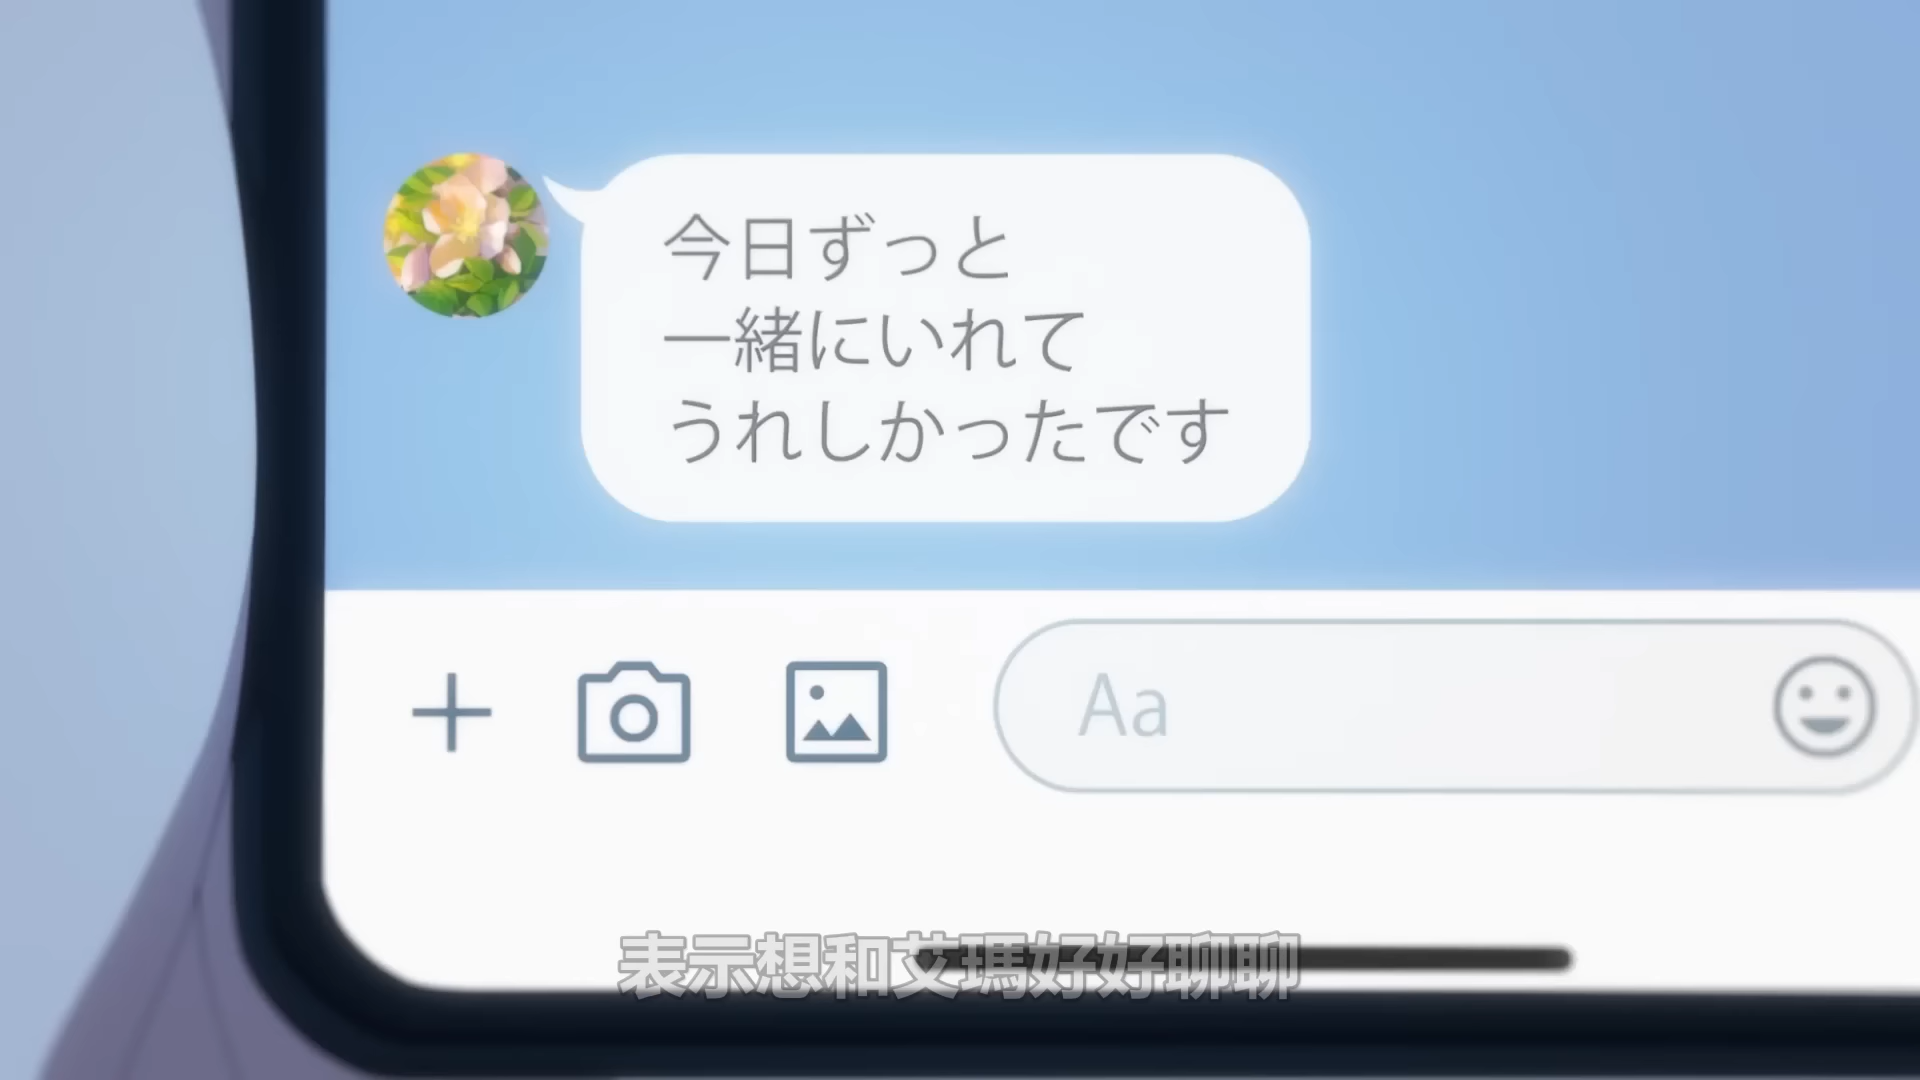 今日ずっと
一緒にいれて
うれしかったです
Aa
表示想和艾瑪好好聊聊